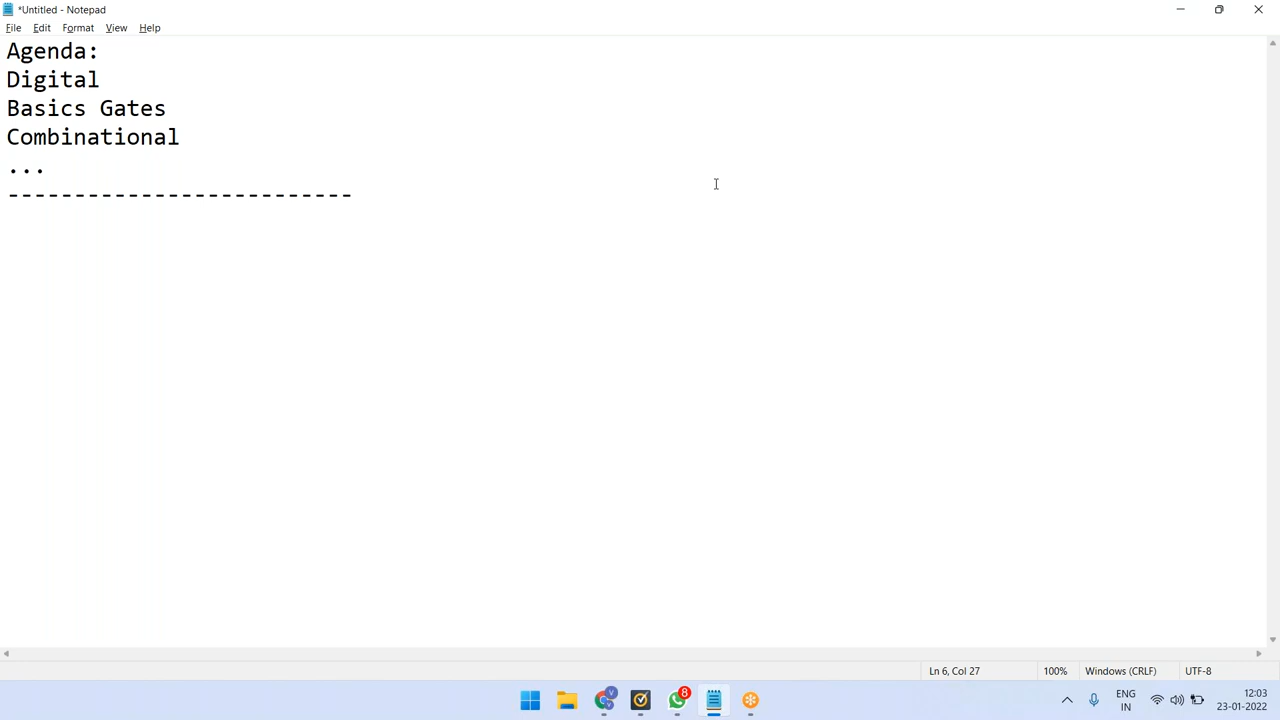 *Untitled - Notepad
File Edit Format View Help
Agenda:
Digital
Basics Gates
Combinational
...
--------------------------
Ln 6, Col 27 100% Windows (CRLF) UTF-8
8
V
ENG
IN
12:03
23-01-2022